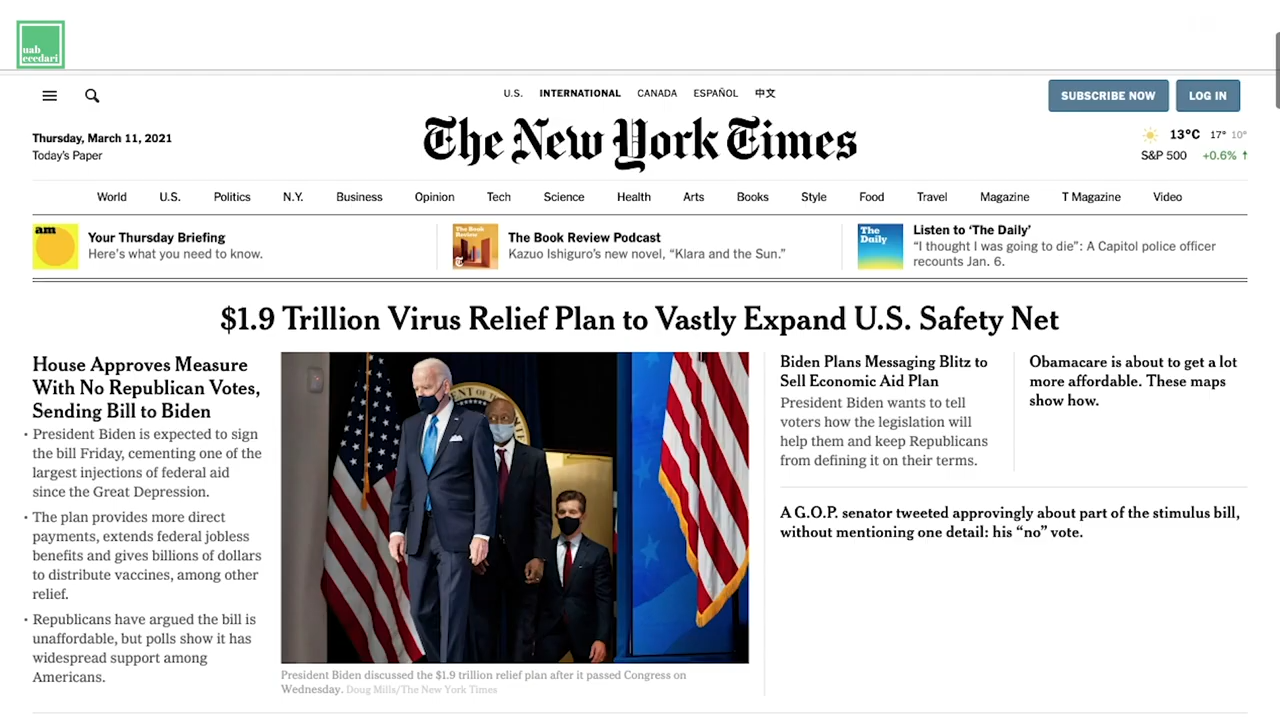 uab
cccdari
U.S. INTERNATIONAL CANADA ESPAÑOL 中文
SUBSCRIBE NOW LOG IN
Thursday, March 11, 2021
Today's Paper
The New York Times
13°C 17° 10°
S&P 500 +0.6% ↑
World U.S. Politics N.Y. Business Opinion Tech Science Health Arts Books Style Food Travel Magazine T Magazine Video
am
Your Thursday Briefing
Here's what you need to know.
The Book Review
The Book Review Podcast
Kazuo Ishiguro's new novel, “Klara and the Sun.”
The Daily
Listen to ‘The Daily’
“I thought I was going to die”: A Capitol police officer
recounts Jan. 6.
$1.9 Trillion Virus Relief Plan to Vastly Expand U.S. Safety Net
House Approves Measure
With No Republican Votes,
Sending Bill to Biden
• President Biden is expected to sign
the bill Friday, cementing one of the
largest injections of federal aid
since the Great Depression.
• The plan provides more direct
payments, extends federal jobless
benefits and gives billions of dollars
to distribute vaccines, among other
relief.
• Republicans have argued the bill is
unaffordable, but polls show it has
widespread support among
Americans.
President Biden discussed the $1.9 trillion relief plan after it passed Congress on
Wednesday. Doug Mills/The New York Times
Biden Plans Messaging Blitz to
Sell Economic Aid Plan
President Biden wants to tell
voters how the legislation will
help them and keep Republicans
from defining it on their terms.
Obamacare is about to get a lot
more affordable. These maps
show how.
A G.O.P. senator tweeted approvingly about part of the stimulus bill,
without mentioning one detail: his “no” vote.